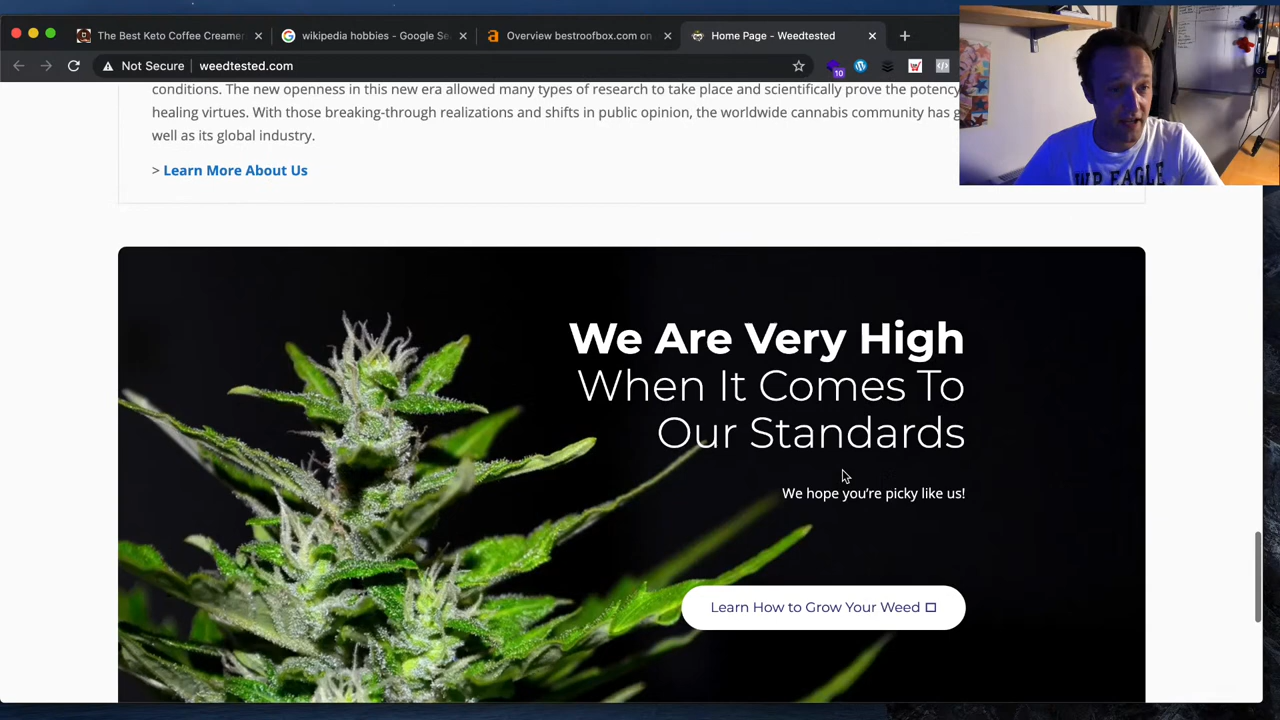 The Best Keto Coffee Creamer
wikipedia hobbies - Google Se
Overview bestroofbox.com on
Home Page - Weedtested
Not Secure
weedtested.com
10
conditions. The new openness in this new era allowed many types of research to take place and scientifically prove the potency
healing virtues. With those breaking-through realizations and shifts in public opinion, the worldwide cannabis community has g
well as its global industry.
> Learn More About Us
WP EAGLE
We Are Very High
When It Comes To
Our Standards
We hope you're picky like us!
Learn How to Grow Your Weed